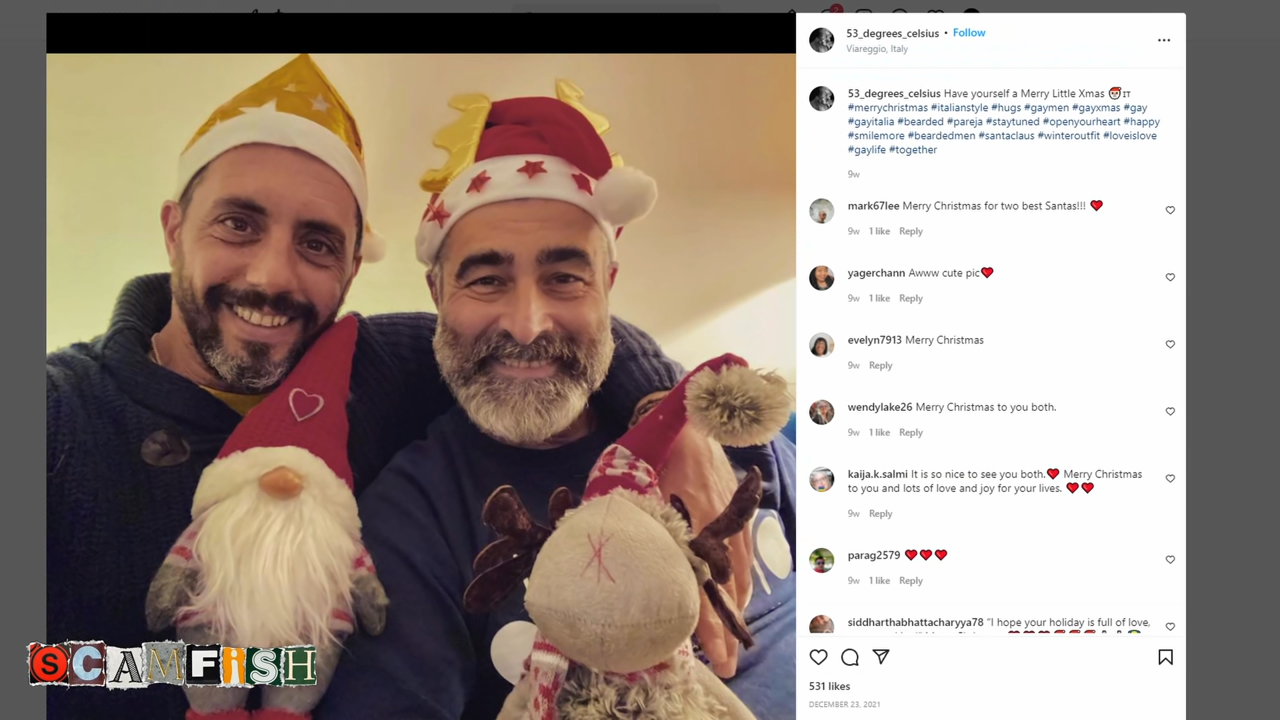 53_degrees_celsius • Follow
Viareggio, Italy
53_degrees_celsius Have yourself a Merry Little Xmas 🎅🏻IT
#merrychristmas #italianstyle #hugs #gaymen #gayxmas #gay
#gayitalia #bearded #pareja #staytuned #openyourheart #happy
#smilemore #beardedmen #santaclaus #winteroutfit #loveislove
#gaylife #together
9w
mark67lee Merry Christmas for two best Santas!!! ❤️
9w 1 like Reply
yagerchann Awww cute pic❤️
9w 1 like Reply
evelyn7913 Merry Christmas
9w Reply
wendylake26 Merry Christmas to you both.
9w 1 like Reply
kaija.k.salmi It is so nice to see you both.❤️ Merry Christmas
to you and lots of love and joy for your lives. ❤️❤️
9w Reply
parag2579 ❤️❤️❤️
9w 1 like Reply
siddharthabhattacharyya78 "I hope your holiday is full of love,
531 likes
DECEMBER 23, 2021
SCAMFISH